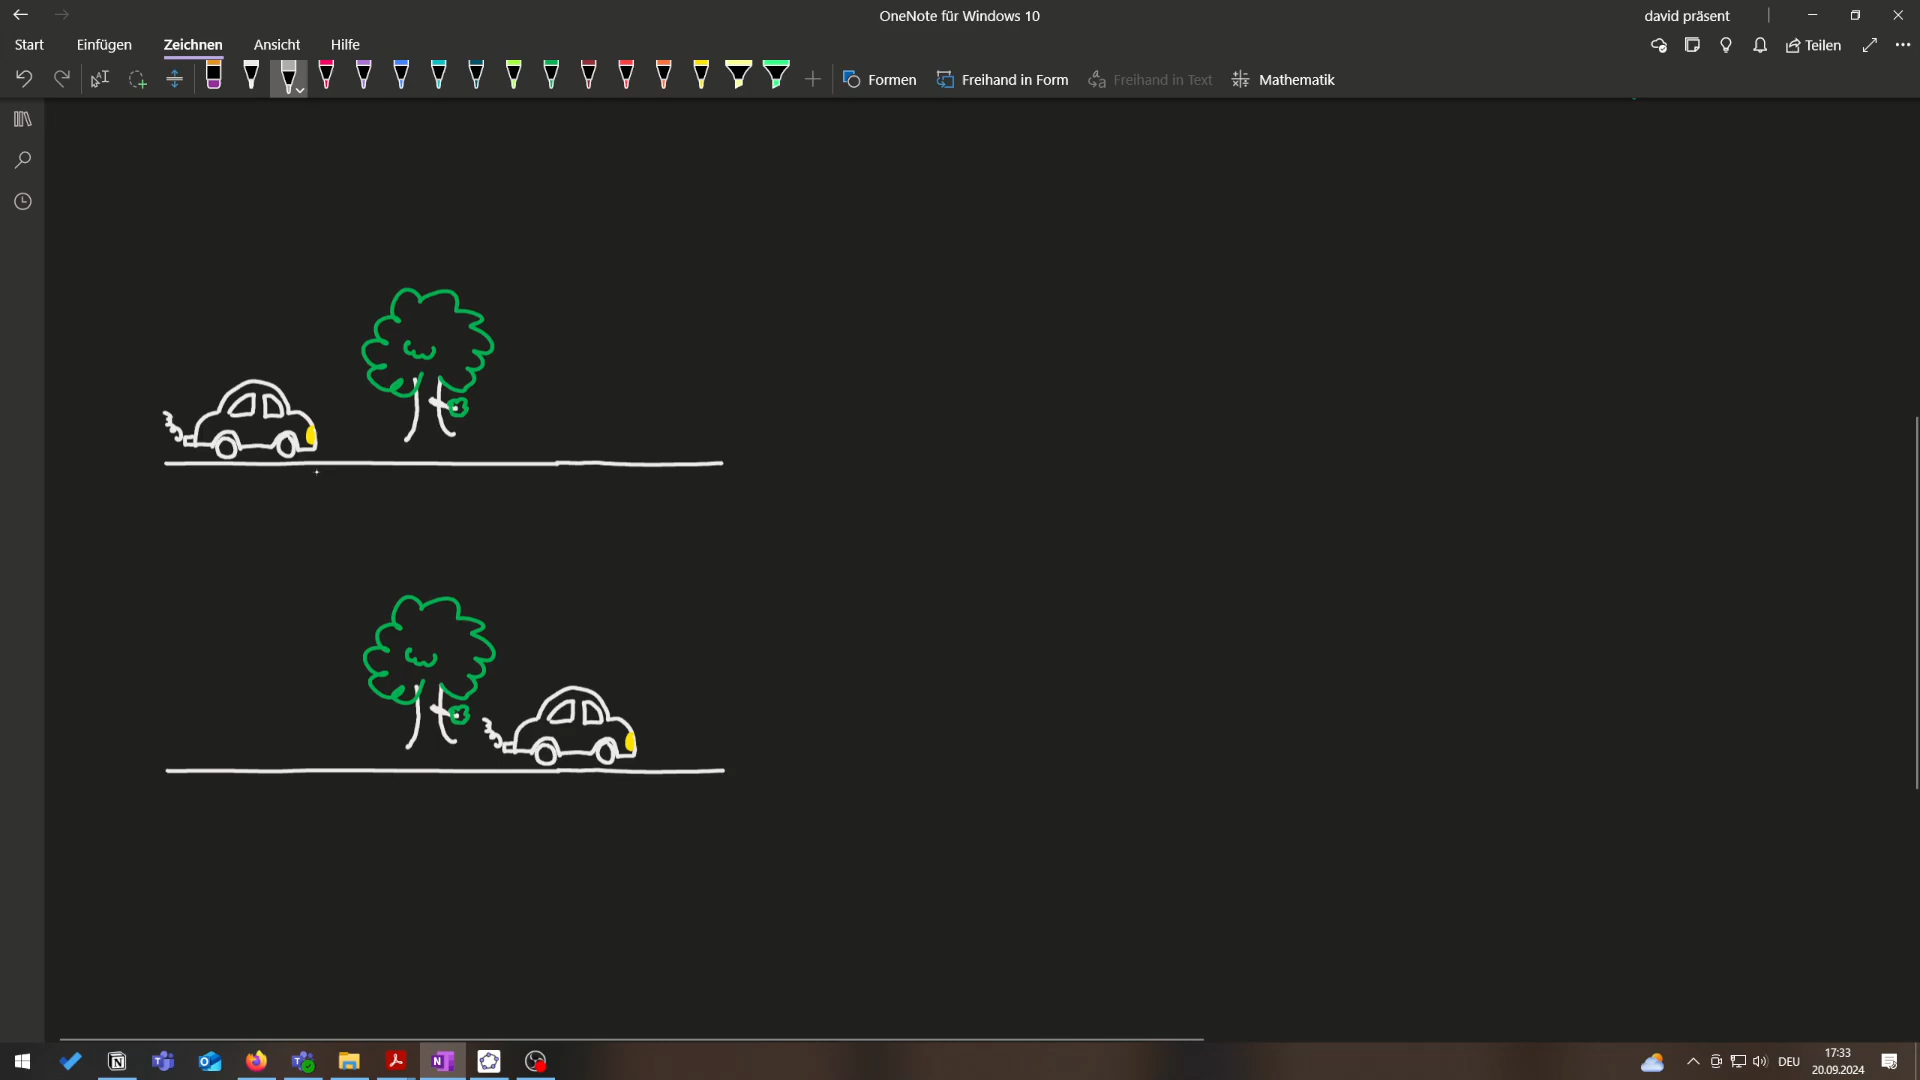 OneNote für Windows 10
david präsent
Start
Einfügen
Zeichnen
Ansicht
Hilfe
Teilen
Formen
Freihand in Form
Freihand in Text
Mathematik
DEU
17:33
20.09.2024